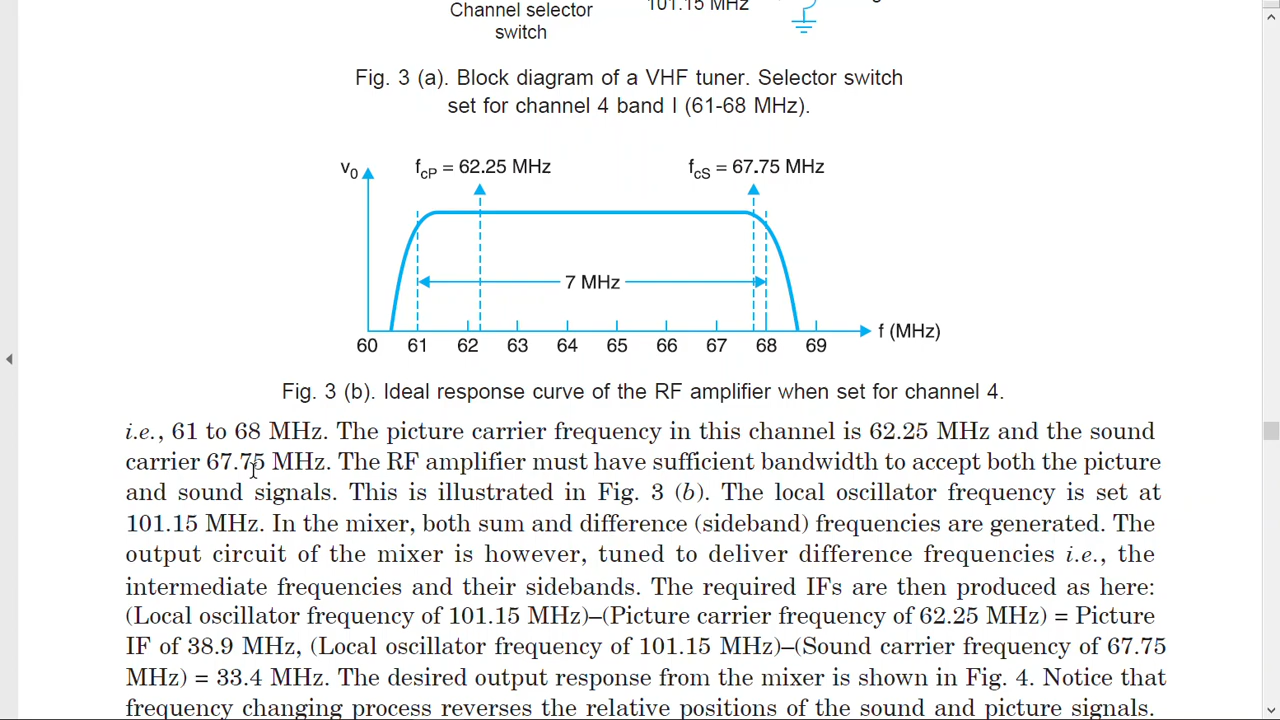 Channel selector
switch
101.15 MHz
Fig. 3 (a). Block diagram of a VHF tuner. Selector switch
set for channel 4 band I (61-68 MHz).
v0
fcP = 62.25 MHz
fcS = 67.75 MHz
7 MHz
f (MHz)
60 61 62 63 64 65 66 67 68 69
Fig. 3 (b). Ideal response curve of the RF amplifier when set for channel 4.
i.e., 61 to 68 MHz. The picture carrier frequency in this channel is 62.25 MHz and the sound
carrier 67.75 MHz. The RF amplifier must have sufficient bandwidth to accept both the picture
and sound signals. This is illustrated in Fig. 3 (b). The local oscillator frequency is set at
101.15 MHz. In the mixer, both sum and difference (sideband) frequencies are generated. The
output circuit of the mixer is however, tuned to deliver difference frequencies i.e., the
intermediate frequencies and their sidebands. The required IFs are then produced as here:
(Local oscillator frequency of 101.15 MHz)–(Picture carrier frequency of 62.25 MHz) = Picture
IF of 38.9 MHz, (Local oscillator frequency of 101.15 MHz)–(Sound carrier frequency of 67.75
MHz) = 33.4 MHz. The desired output response from the mixer is shown in Fig. 4. Notice that
frequency changing process reverses the relative positions of the sound and picture signals.